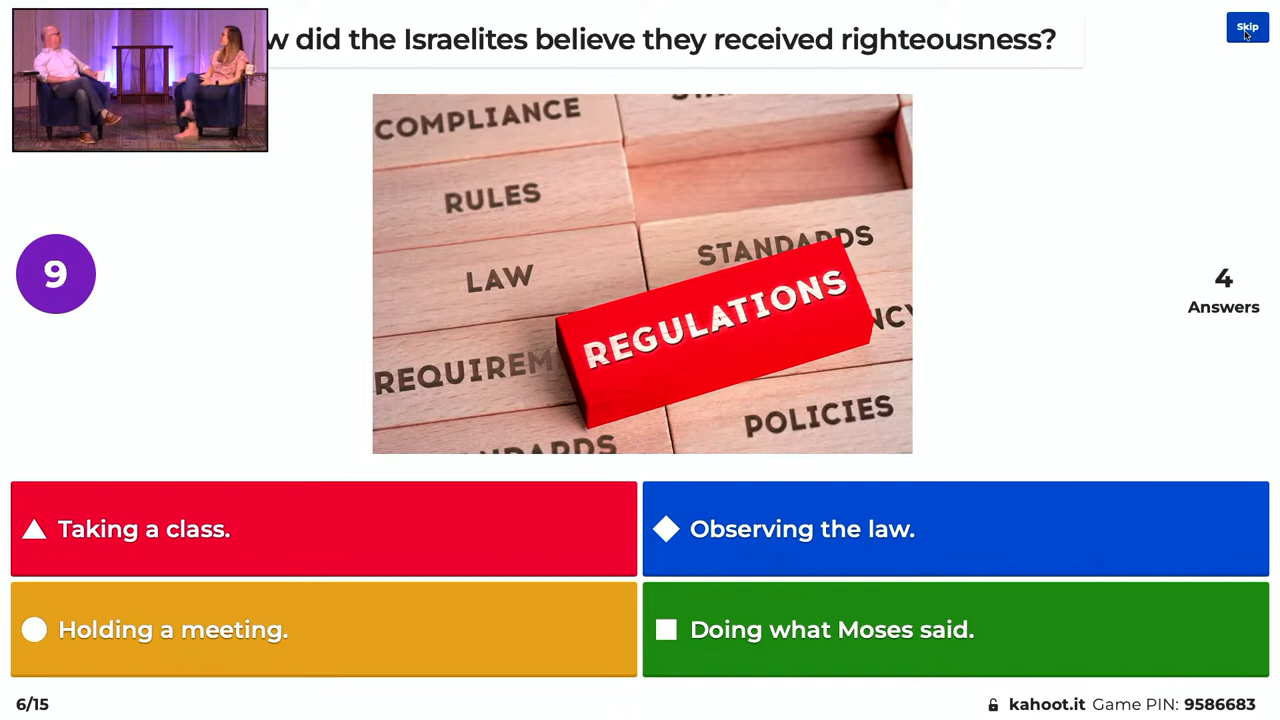 w did the Israelites believe they received righteousness?
Skip
COMPLIANCE
RULES
LAW
STANDARDS
REGULATIONS
POLICIES
9
4
Answers
Taking a class.
Observing the law.
Holding a meeting.
Doing what Moses said.
6/15
kahoot.it Game PIN: 9586683